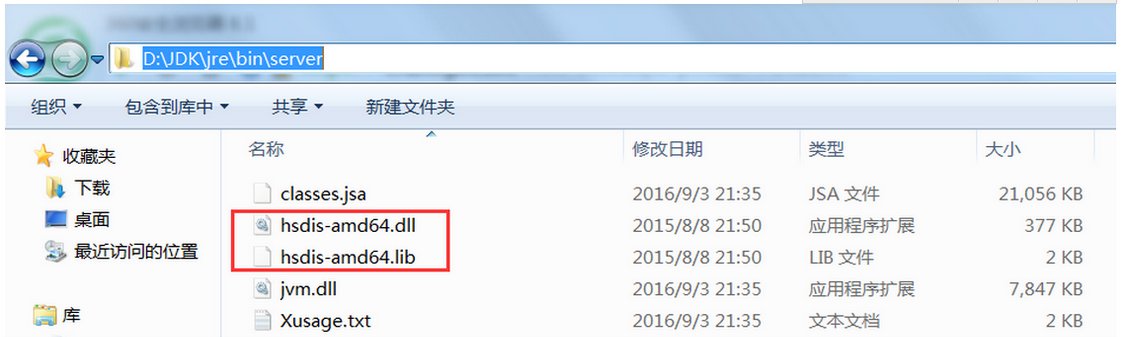 D:\JDK\jre\bin\server
组织 包含到库中 共享 新建文件夹
名称 修改日期 类型 大小
收藏夹
下载
桌面
最近访问的位置
库
classes.jsa 2016/9/3 21:35 JSA 文件 21,056 KB
hsdis-amd64.dll 2015/8/8 21:50 应用程序扩展 377 KB
hsdis-amd64.lib 2015/8/8 21:50 LIB 文件 2 KB
jvm.dll 2016/9/3 21:35 应用程序扩展 7,847 KB
Xusage.txt 2016/9/3 21:35 文本文档 2 KB